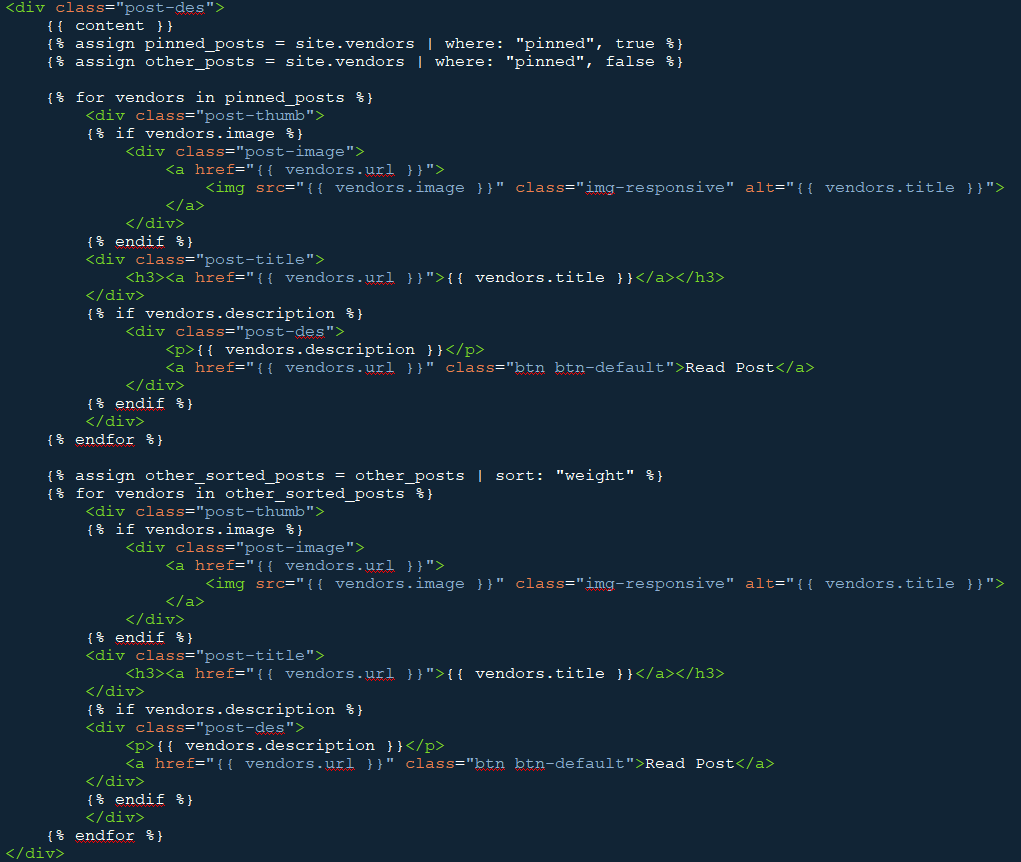 <div class="post-des">
    {{ content }}
    {% assign pinned_posts = site.vendors | where: "pinned", true %}
    {% assign other_posts = site.vendors | where: "pinned", false %}

    {% for vendors in pinned_posts %}
        <div class="post-thumb">
        {% if vendors.image %}
            <div class="post-image">
                <a href="{{ vendors.url }}">
                    <img src="{{ vendors.image }}" class="img-responsive" alt="{{ vendors.title }}">
                </a>
            </div>
        {% endif %}
        <div class="post-title">
            <h3><a href="{{ vendors.url }}">{{ vendors.title }}</a></h3>
        </div>
        {% if vendors.description %}
            <div class="post-des">
                <p>{{ vendors.description }}</p>
                <a href="{{ vendors.url }}" class="btn btn-default">Read Post</a>
            </div>
        {% endif %}
        </div>
    {% endfor %}

    {% assign other_sorted_posts = other_posts | sort: "weight" %}
    {% for vendors in other_sorted_posts %}
        <div class="post-thumb">
        {% if vendors.image %}
            <div class="post-image">
                <a href="{{ vendors.url }}">
                    <img src="{{ vendors.image }}" class="img-responsive" alt="{{ vendors.title }}">
                </a>
            </div>
        {% endif %}
        <div class="post-title">
            <h3><a href="{{ vendors.url }}">{{ vendors.title }}</a></h3>
        </div>
        {% if vendors.description %}
        <div class="post-des">
            <p>{{ vendors.description }}</p>
            <a href="{{ vendors.url }}" class="btn btn-default">Read Post</a>
        </div>
        {% endif %}
        </div>
    {% endfor %}
</div>